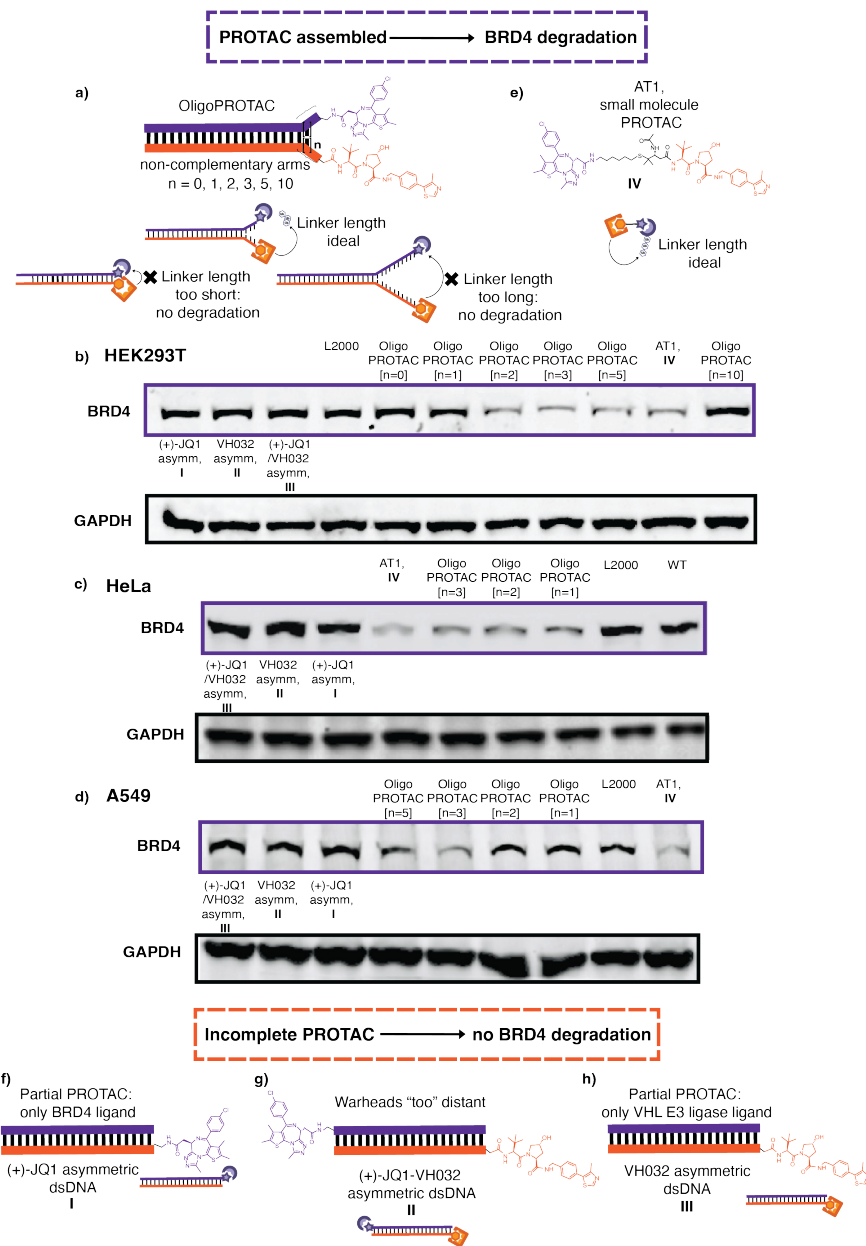 PROTAC assembled BRD4 degradation
a)
OligoPROTAC
non-complementary arms
n = 0, 1, 2, 3, 5, 10
n
Linker length
ideal
Linker length
too short:
no degradation
Linker length
too long:
no degradation
e)
AT1,
small molecule
PROTAC
IV
Linker length
ideal
b) HEK293T
L2000
Oligo
PROTAC
[n=0]
Oligo
PROTAC
[n=1]
Oligo
PROTAC
[n=2]
Oligo
PROTAC
[n=3]
Oligo
PROTAC
[n=5]
AT1,
IV
Oligo
PROTAC
[n=10]
BRD4
(+)-JQ1
asymm,
I
VH032
asymm,
II
(+)-JQ1
/VH032
asymm,
III
GAPDH
c) HeLa
AT1,
IV
Oligo
PROTAC
[n=3]
Oligo
PROTAC
[n=2]
Oligo
PROTAC
[n=1]
L2000
WT
BRD4
(+)-JQ1
/VH032
asymm,
III
VH032
asymm,
II
(+)-JQ1
asymm,
I
GAPDH
d) A549
Oligo
PROTAC
[n=5]
Oligo
PROTAC
[n=3]
Oligo
PROTAC
[n=2]
Oligo
PROTAC
[n=1]
L2000
AT1,
IV
BRD4
(+)-JQ1
/VH032
asymm,
III
VH032
asymm,
II
(+)-JQ1
asymm,
I
GAPDH
Incomplete PROTAC no BRD4 degradation
f)
Partial PROTAC:
only BRD4 ligand
(+)-JQ1 asymmetric
dsDNA
I
g)
Warheads “too” distant
(+)-JQ1-VH032
asymmetric dsDNA
II
h)
Partial PROTAC:
only VHL E3 ligase ligand
VH032 asymmetric
dsDNA
III